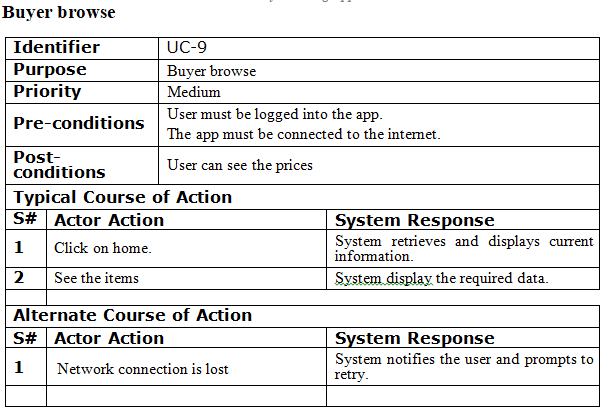 Buyer browse
Identifier UC-9
Purpose Buyer browse
Priority Medium
Pre-conditions User must be logged into the app.
The app must be connected to the internet.
Post-
conditions User can see the prices
Typical Course of Action
S# Actor Action System Response
1 Click on home. System retrieves and displays current
information.
2 See the items System display the required data.
Alternate Course of Action
S# Actor Action System Response
1 Network connection is lost System notifies the user and prompts to
retry.